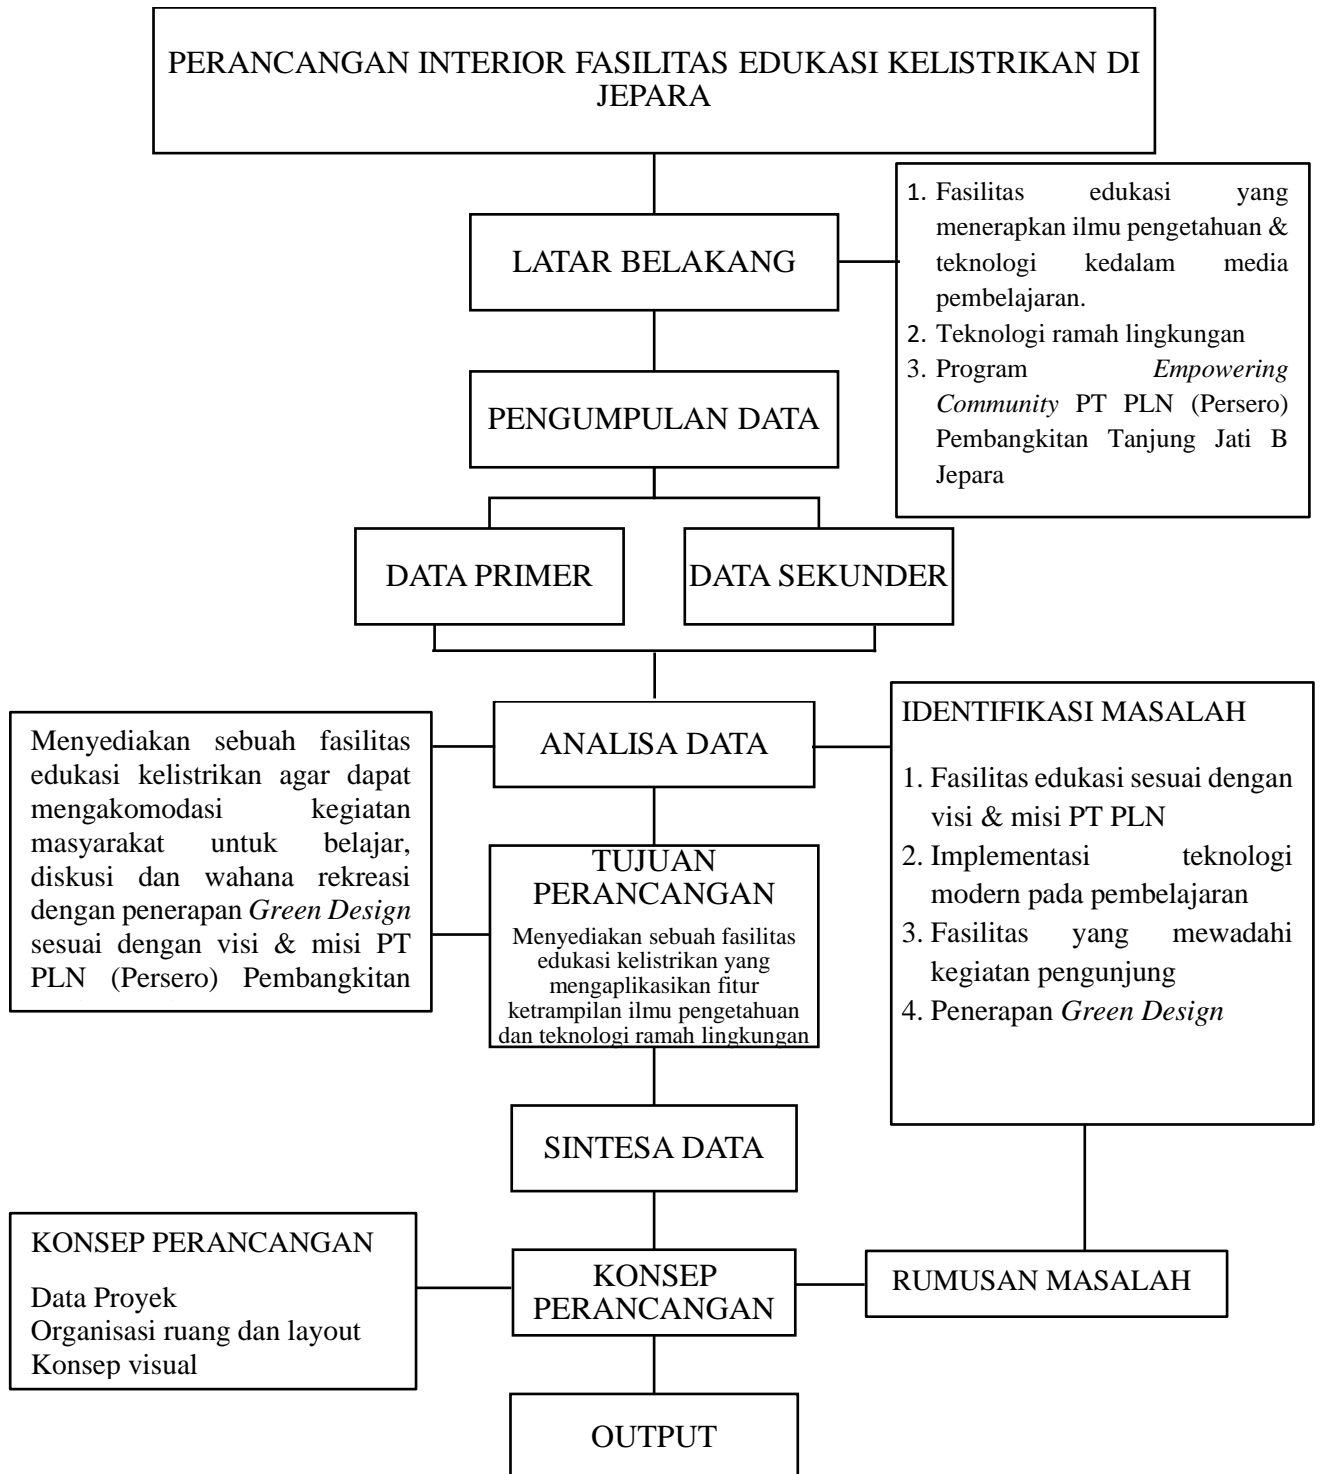 PERANCANGAN INTERIOR FASILITAS EDUKASI KELISTRIKAN DI
JEPARA
LATAR BELAKANG
1. Fasilitas edukasi yang
menerapkan ilmu pengetahuan &
teknologi kedalam media
pembelajaran.
2. Teknologi ramah lingkungan
3. Program Empowering
Community PT PLN (Persero)
Pembangkitan Tanjung Jati B
Jepara
PENGUMPULAN DATA
DATA PRIMER
DATA SEKUNDER
ANALISA DATA
Menyediakan sebuah fasilitas
edukasi kelistrikan agar dapat
mengakomodasi kegiatan
masyarakat untuk belajar,
diskusi dan wahana rekreasi
dengan penerapan Green Design
sesuai dengan visi & misi PT
PLN (Persero) Pembangkitan
IDENTIFIKASI MASALAH
1. Fasilitas edukasi sesuai dengan
visi & misi PT PLN
2. Implementasi teknologi
modern pada pembelajaran
3. Fasilitas yang mewadahi
kegiatan pengunjung
4. Penerapan Green Design
TUJUAN
PERANCANGAN
Menyediakan sebuah fasilitas
edukasi kelistrikan yang
mengaplikasikan fitur
ketrampilan ilmu pengetahuan
dan teknologi ramah lingkungan
SINTESA DATA
KONSEP PERANCANGAN
Data Proyek
Organisasi ruang dan layout
Konsep visual
KONSEP
PERANCANGAN
RUMUSAN MASALAH
OUTPUT